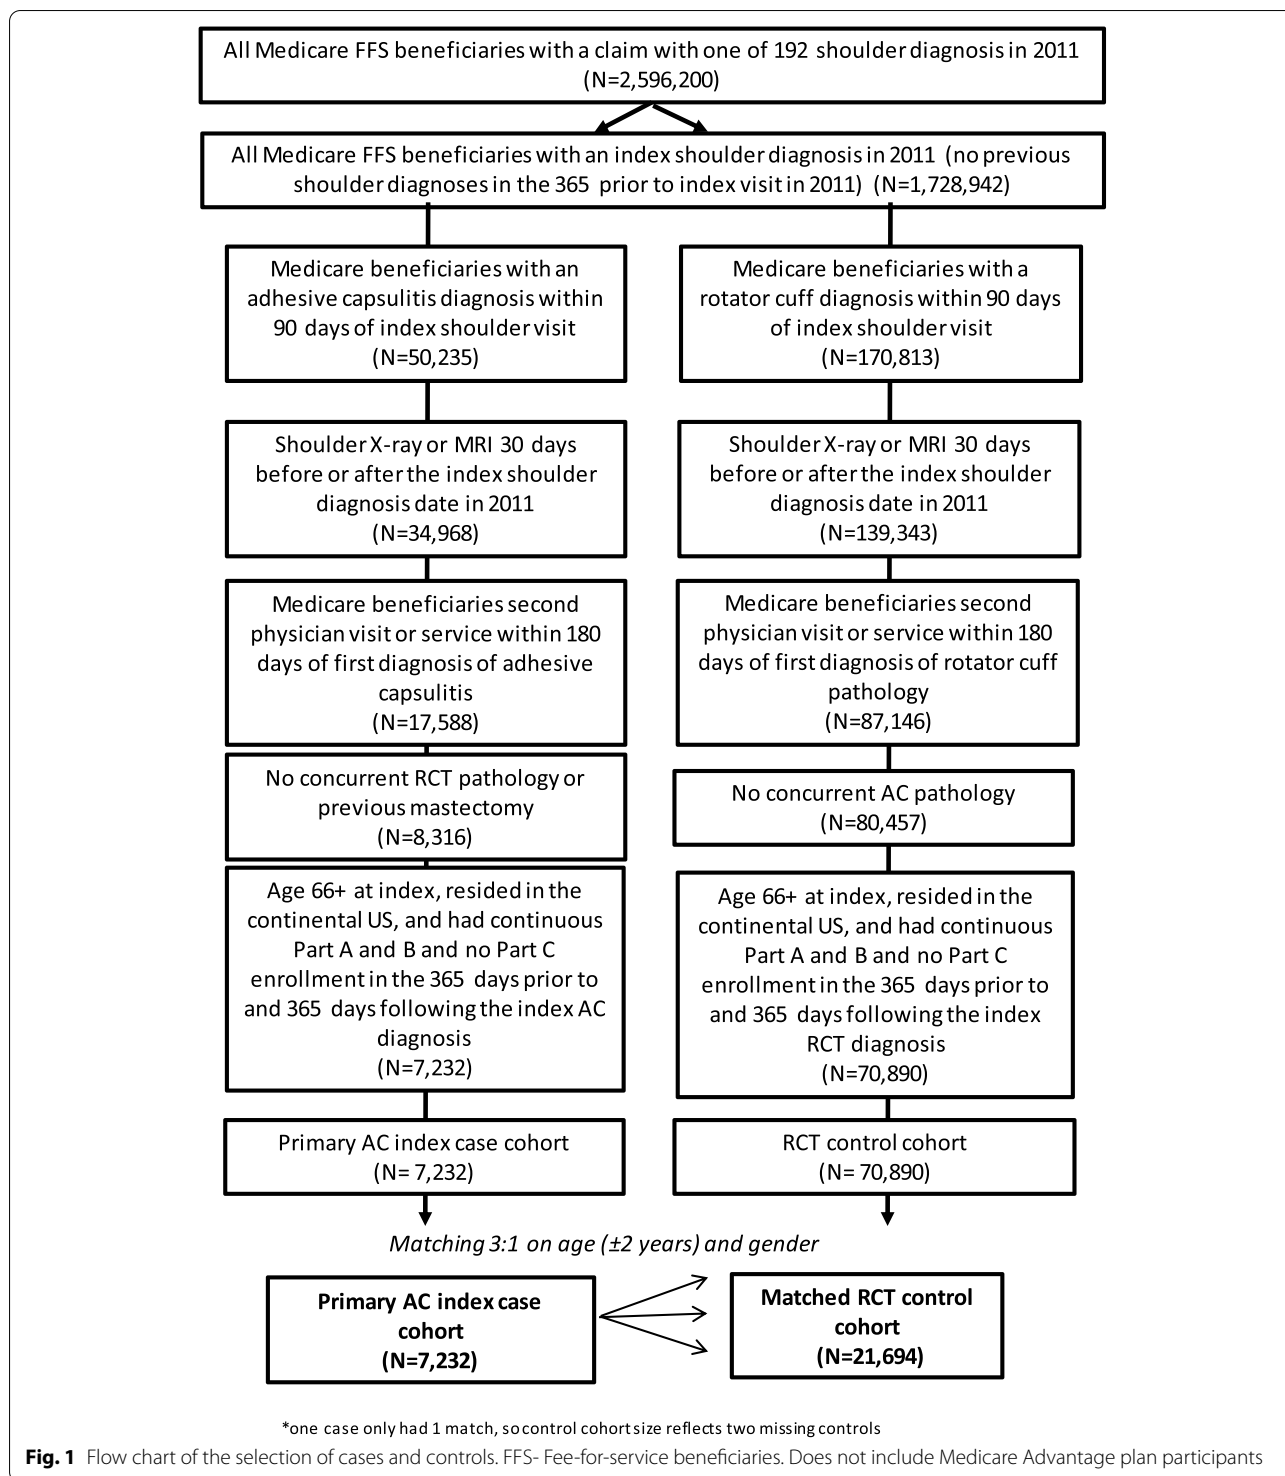 All Medicare FFS beneficiaries with a claim with one of 192 shoulder diagnosis in 2011
(N=2,596,200)
All Medicare FFS beneficiaries with an index shoulder diagnosis in 2011 (no previous
shoulder diagnoses in the 365 prior to index visit in 2011) (N=1,728,942)
Medicare beneficiaries with an
adhesive capsulitis diagnosis within
90 days of index shoulder visit
(N=50,235)
Medicare beneficiaries with a
rotator cuff diagnosis within 90 days
of index shoulder visit
(N=170,813)
Shoulder X-ray or MRI 30 days
before or after the index shoulder
diagnosis date in 2011
(N=34,968)
Shoulder X-ray or MRI 30 days
before or after the index shoulder
diagnosis date in 2011
(N=139,343)
Medicare beneficiaries second
physician visit or service within 180
days of first diagnosis of adhesive
capsulitis
(N=17,588)
Medicare beneficiaries second
physician visit or service within 180
days of first diagnosis of rotator cuff
pathology
(N=87,146)
No concurrent RCT pathology or
previous mastectomy
(N=8,316)
No concurrent AC pathology
(N=80,457)
Age 66+ at index, resided in the
continental US, and had continuous
Part A and B and no Part C
enrollment in the 365 days prior to
and 365 days following the index AC
diagnosis
(N=7,232)
Age 66+ at index, resided in the
continental US, and had continuous
Part A and B and no Part C
enrollment in the 365 days prior to
and 365 days following the index
RCT diagnosis
(N=70,890)
Primary AC index case cohort
(N= 7,232)
RCT control cohort
(N= 70,890)
Matching 3:1 on age (±2 years) and gender
Primary AC index case
cohort
(N=7,232)
Matched RCT control
cohort
(N=21,694)
*one case only had 1 match, so control cohort size reflects two missing controls
Fig. 1 Flow chart of the selection of cases and controls. FFS- Fee-for-service beneficiaries. Does not include Medicare Advantage plan participants